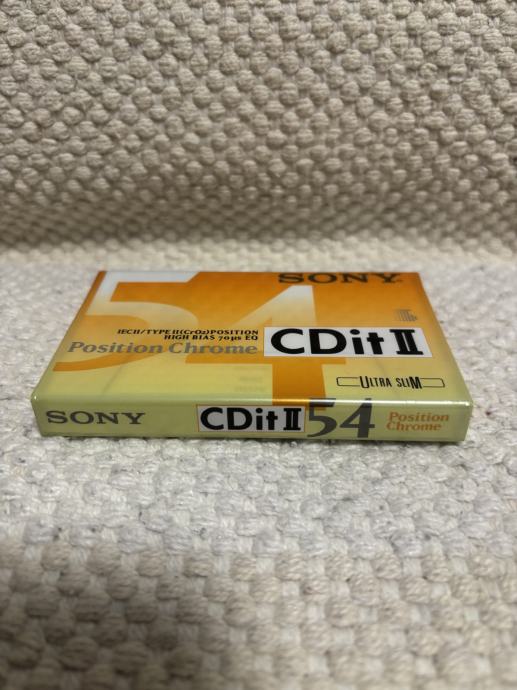 54
SONY
IECII/TYPE II(CrO2)POSITION
HIGH BIAS 70µs EQ
Position Chrome
CDit II
ULTRA SLIM
SONY CDit II 54 Position
Chrome